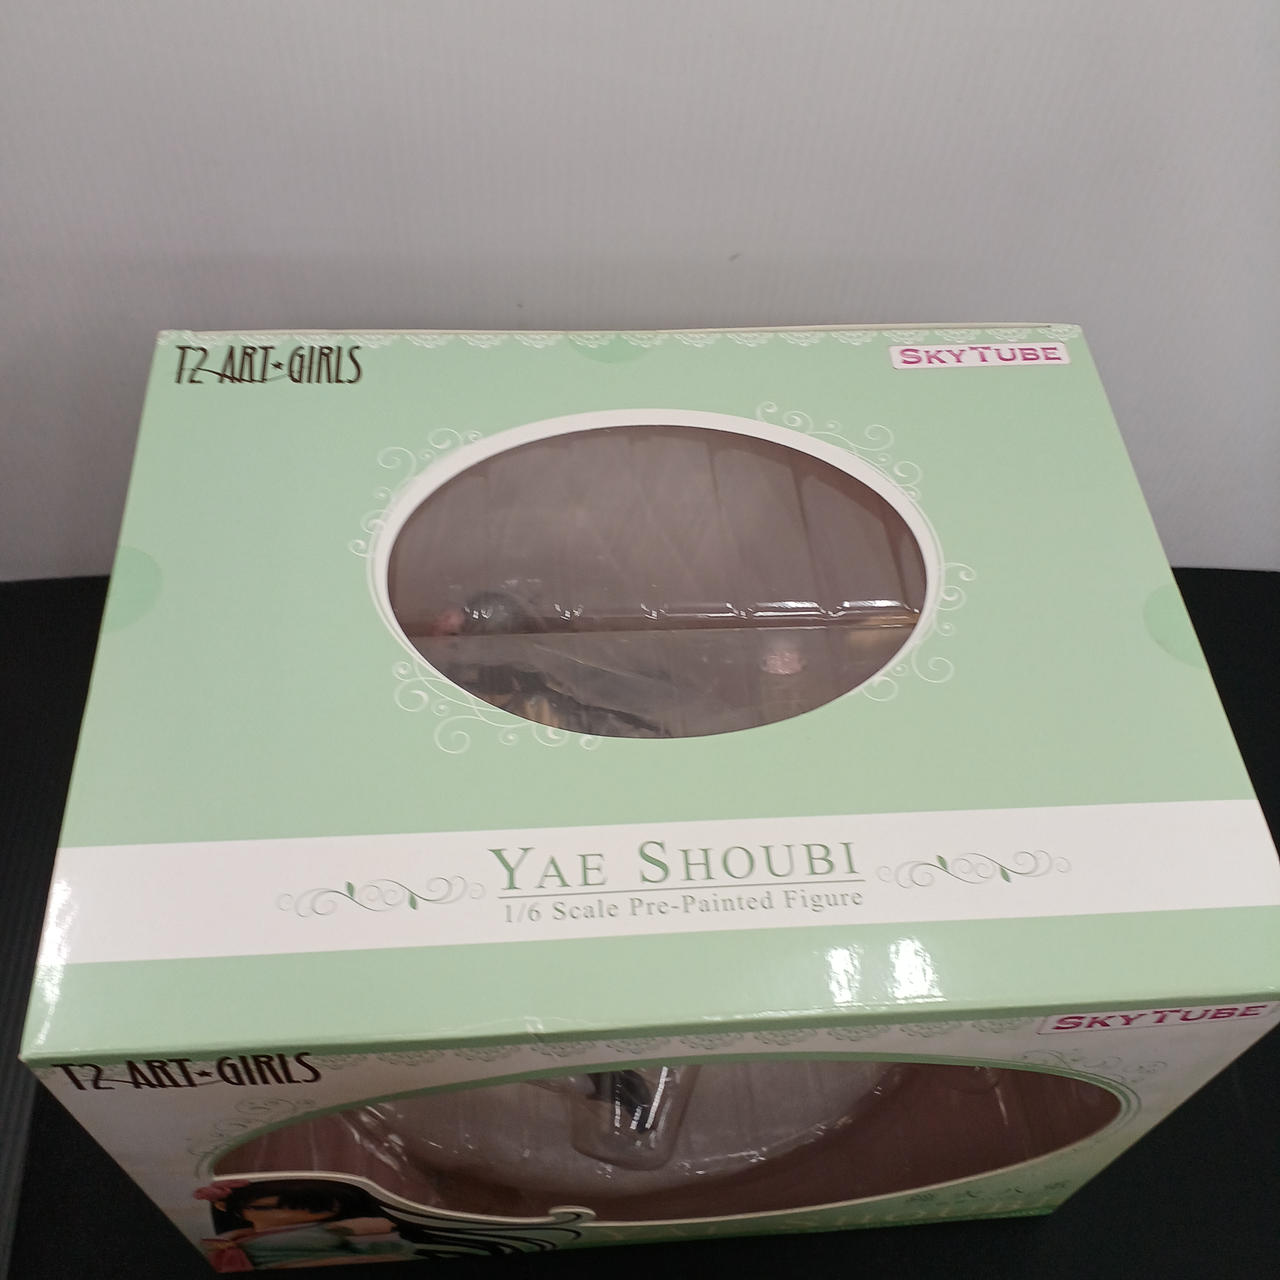 T2 ART★GIRLS
SKYTUBE
YAE SHOUBI
1/6 Scale Pre-Painted Figure
T2 ART★GIRLS
SKYTUBE